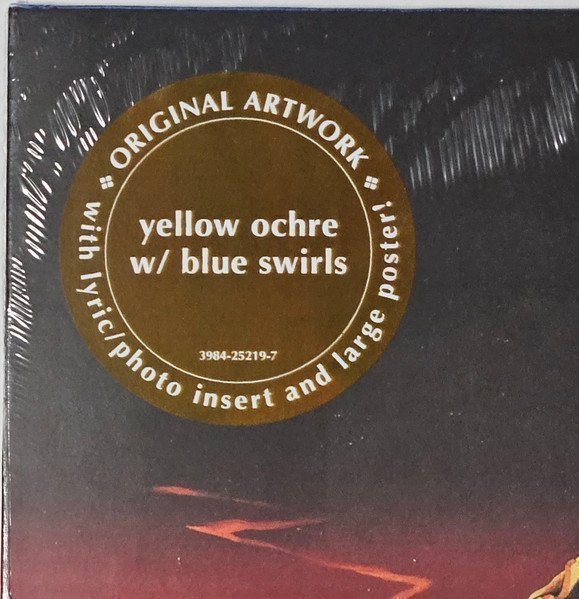 ORIGINAL ARTWORK
yellow ochre
w/ blue swirls
3984-25219-7
with lyric/photo insert and large poster!